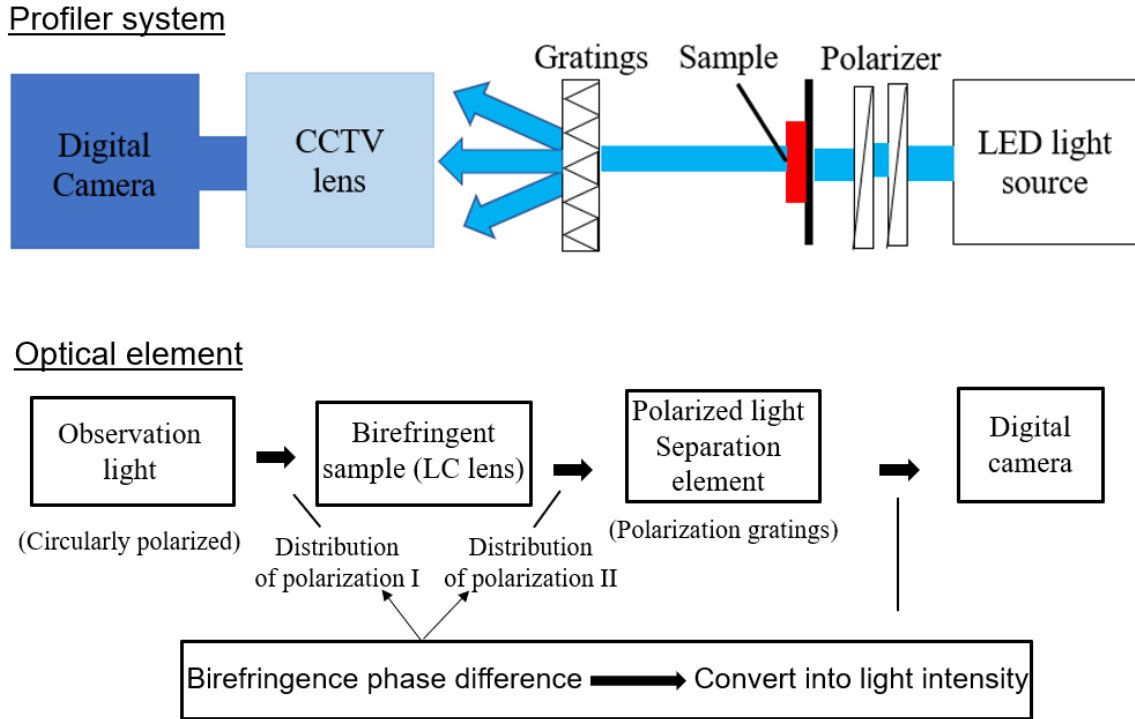 Profiler system
Gratings
Sample
Polarizer
Digital
Camera
CCTV
lens
LED light
source
Optical element
Observation
light
Birefringent
sample (LC lens)
Polarized light
Separation
element
Digital
camera
(Circularly polarized)
(Polarization gratings)
Distribution
of polarization I
Distribution
of polarization II
Birefringence phase difference
Convert into light intensity